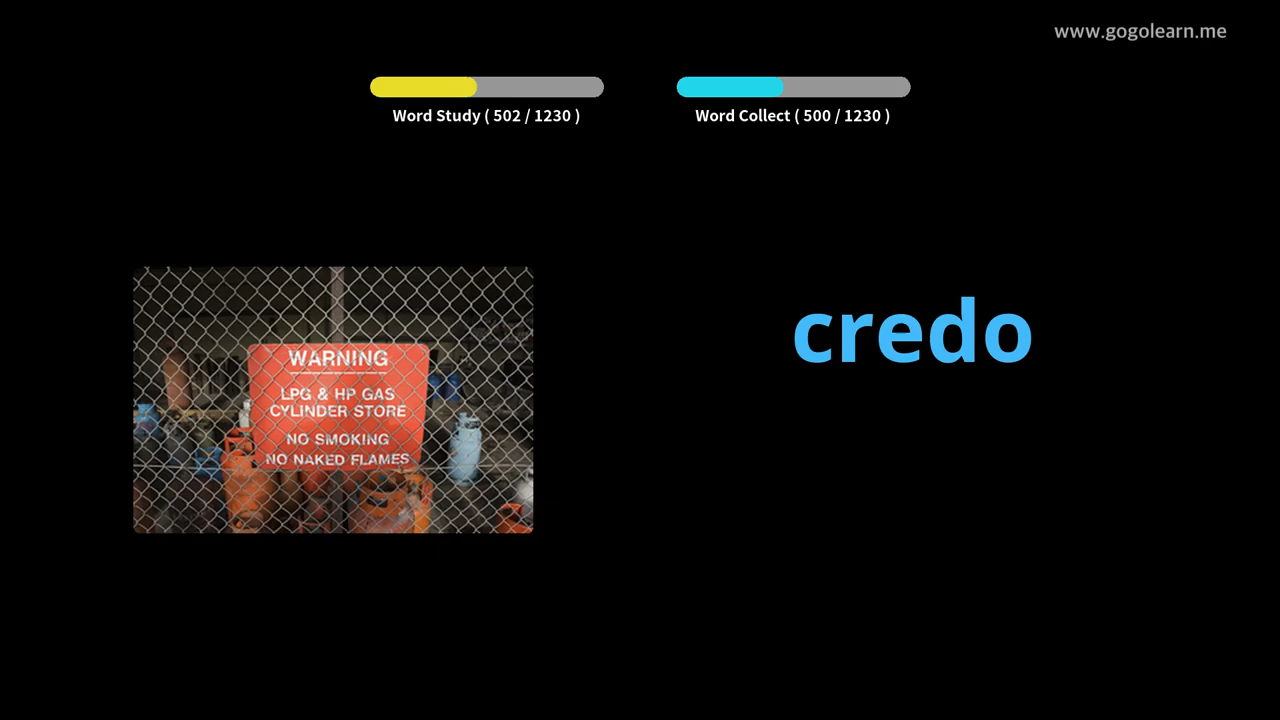 www.gogolearn.me
Word Study ( 502 / 1230 )
Word Collect ( 500 / 1230 )
WARNING
LPG & HP GAS
CYLINDER STORE
NO SMOKING
NO NAKED FLAMES
credo